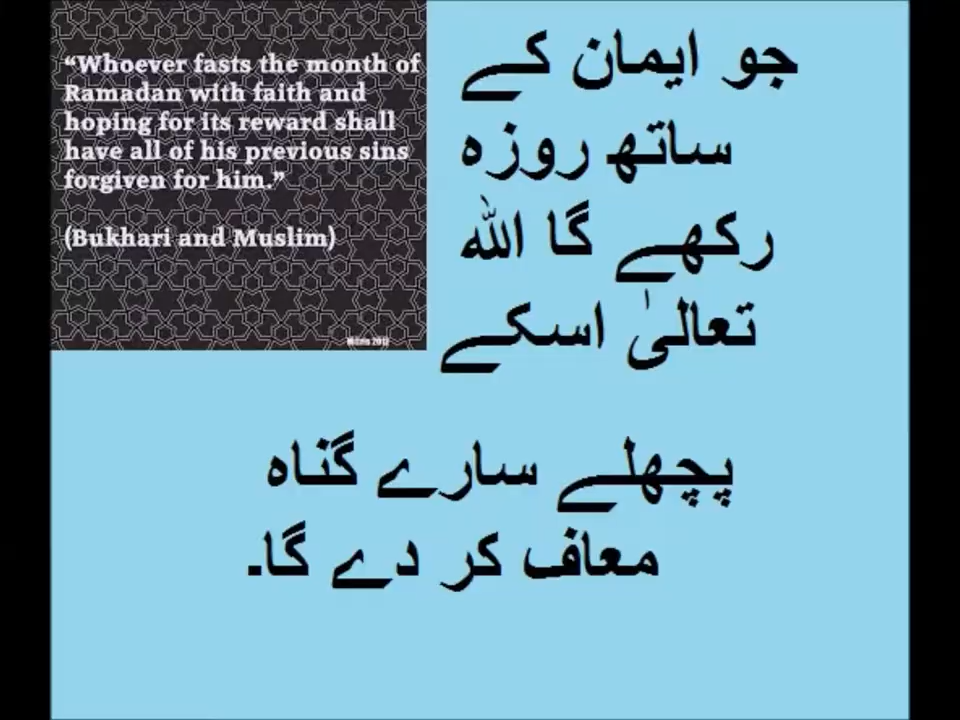 “Whoever fasts the month of
Ramadan with faith and
hoping for its reward shall
have all of his previous sins
forgiven for him.”
(Bukhari and Muslim)
جو ایمان کے
ساتھ روزہ
رکھے گا اللہ
تعالیٰ اسکے
پچھلے سارے گناہ
معاف کر دے گا۔